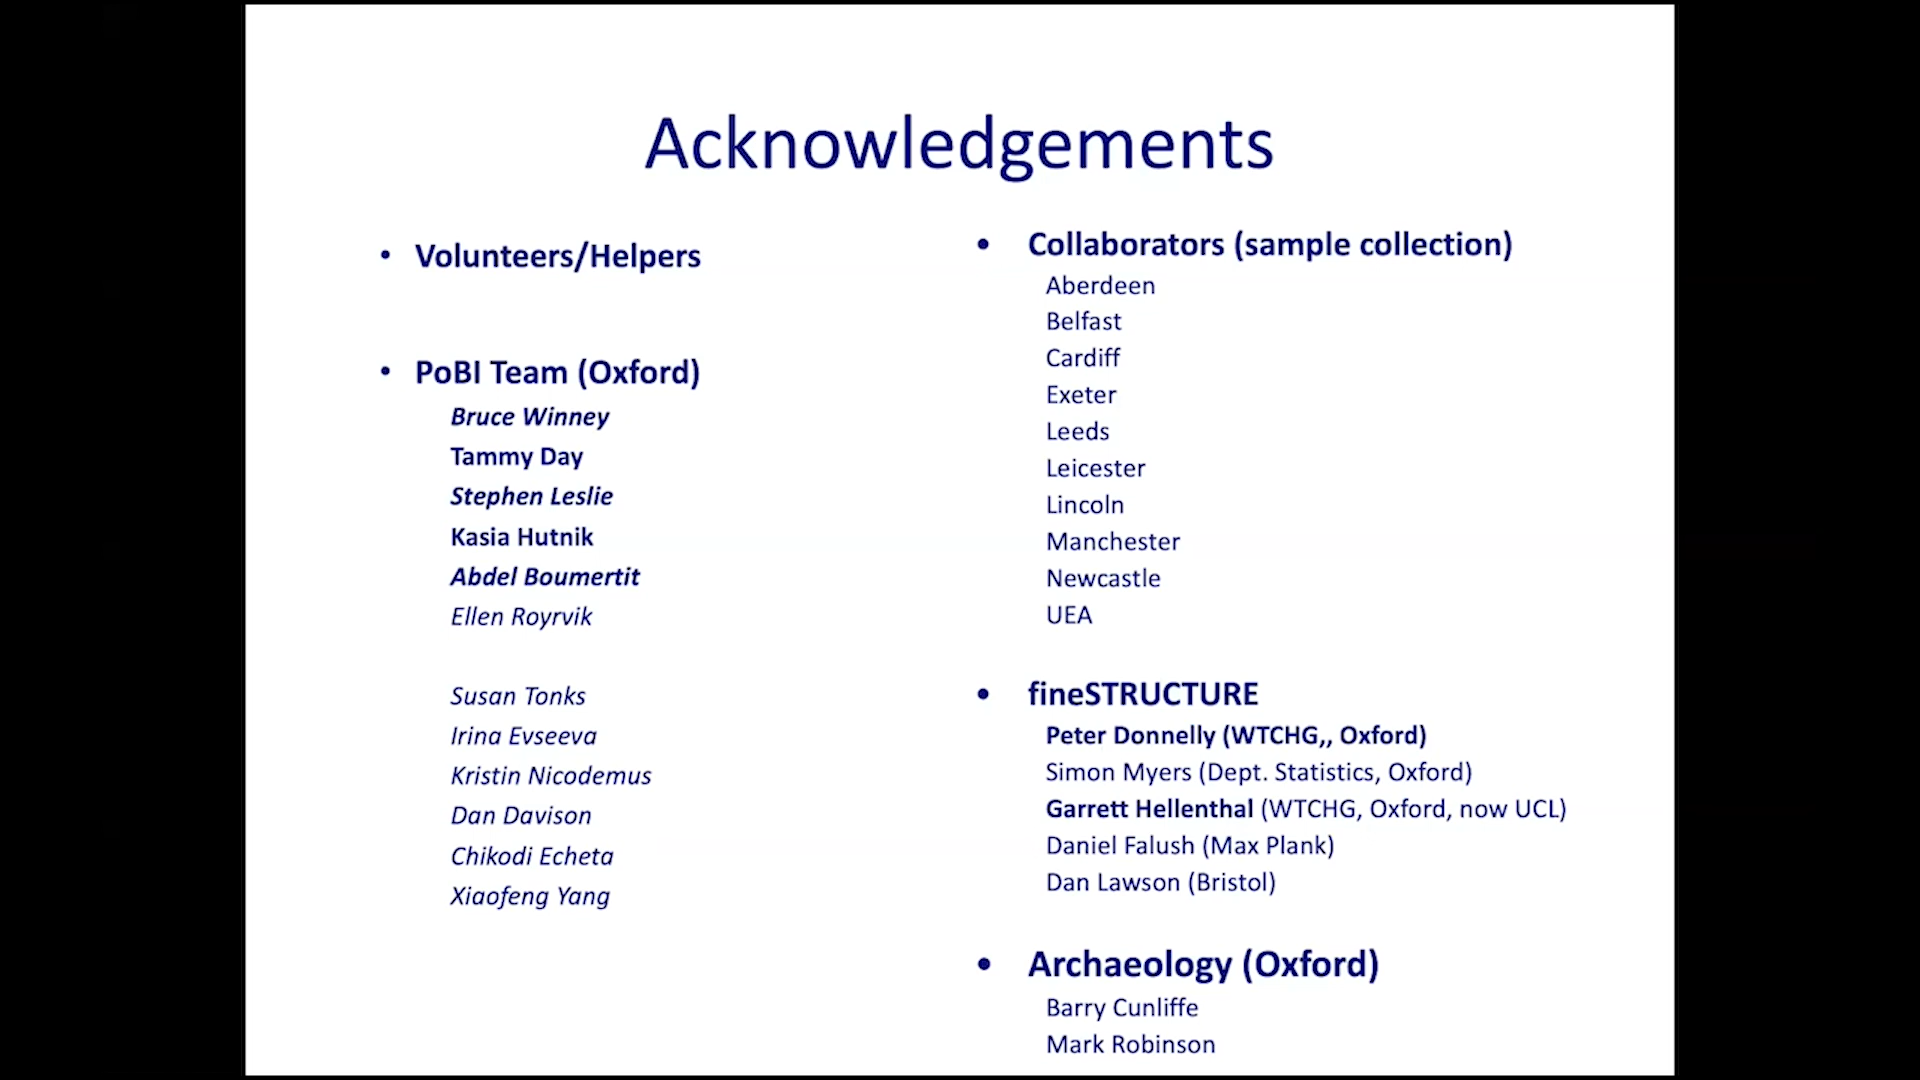 Acknowledgements
• Volunteers/Helpers
• PoBI Team (Oxford)
Bruce Winney
Tammy Day
Stephen Leslie
Kasia Hutnik
Abdel Boumertit
Ellen Royrvik
Susan Tonks
Irina Evseeva
Kristin Nicodemus
Dan Davison
Chikodi Echeta
Xiaofeng Yang
• Collaborators (sample collection)
Aberdeen
Belfast
Cardiff
Exeter
Leeds
Leicester
Lincoln
Manchester
Newcastle
UEA
• fineSTRUCTURE
Peter Donnelly (WTCHG,, Oxford)
Simon Myers (Dept. Statistics, Oxford)
Garrett Hellenthal (WTCHG, Oxford, now UCL)
Daniel Falush (Max Plank)
Dan Lawson (Bristol)
• Archaeology (Oxford)
Barry Cunliffe
Mark Robinson